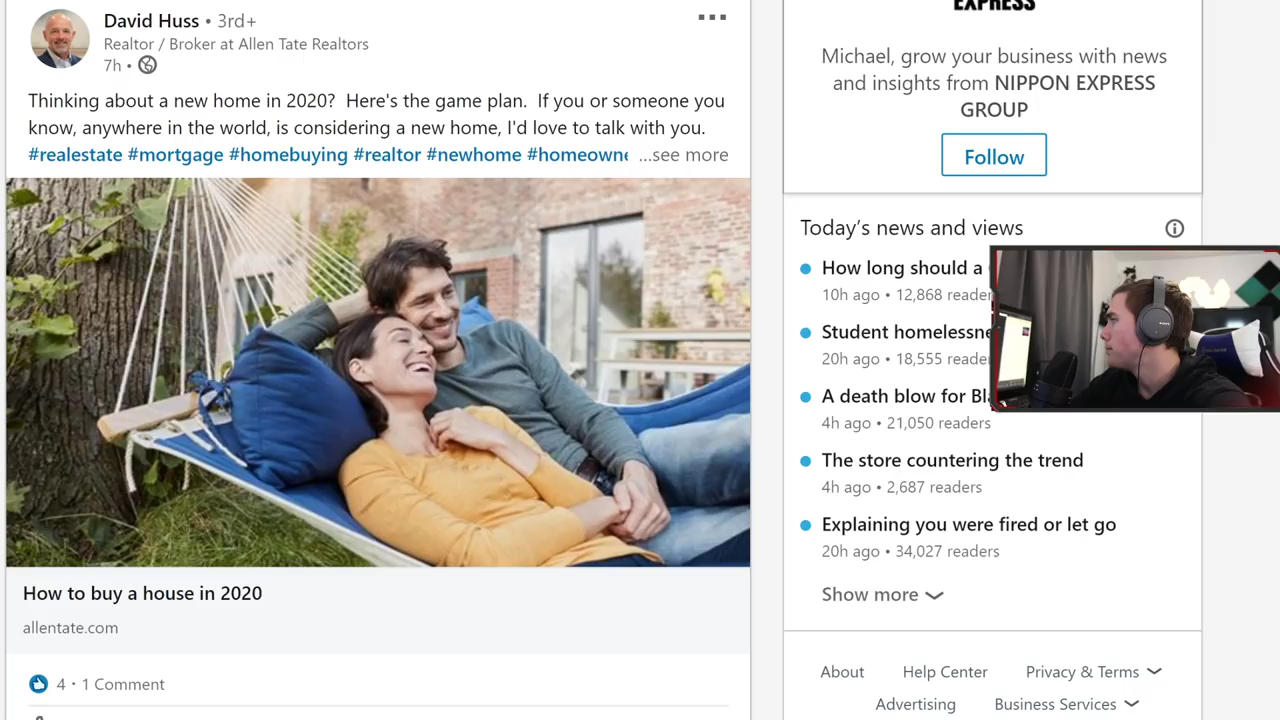 David Huss • 3rd+
Realtor / Broker at Allen Tate Realtors
7h •
Thinking about a new home in 2020? Here's the game plan. If you or someone you
know, anywhere in the world, is considering a new home, I'd love to talk with you.
#realestate #mortgage #homebuying #realtor #newhome #homeowne ...see more
How to buy a house in 2020
allentate.com
4 • 1 Comment
EXPRESS
Michael, grow your business with news
and insights from NIPPON EXPRESS
GROUP
Follow
Today's news and views
How long should a
10h ago • 12,868 reader
Student homelessne
20h ago • 18,555 reade
A death blow for Bl
4h ago • 21,050 readers
The store countering the trend
4h ago • 2,687 readers
Explaining you were fired or let go
20h ago • 34,027 readers
Show more
About Help Center Privacy & Terms
Advertising Business Services